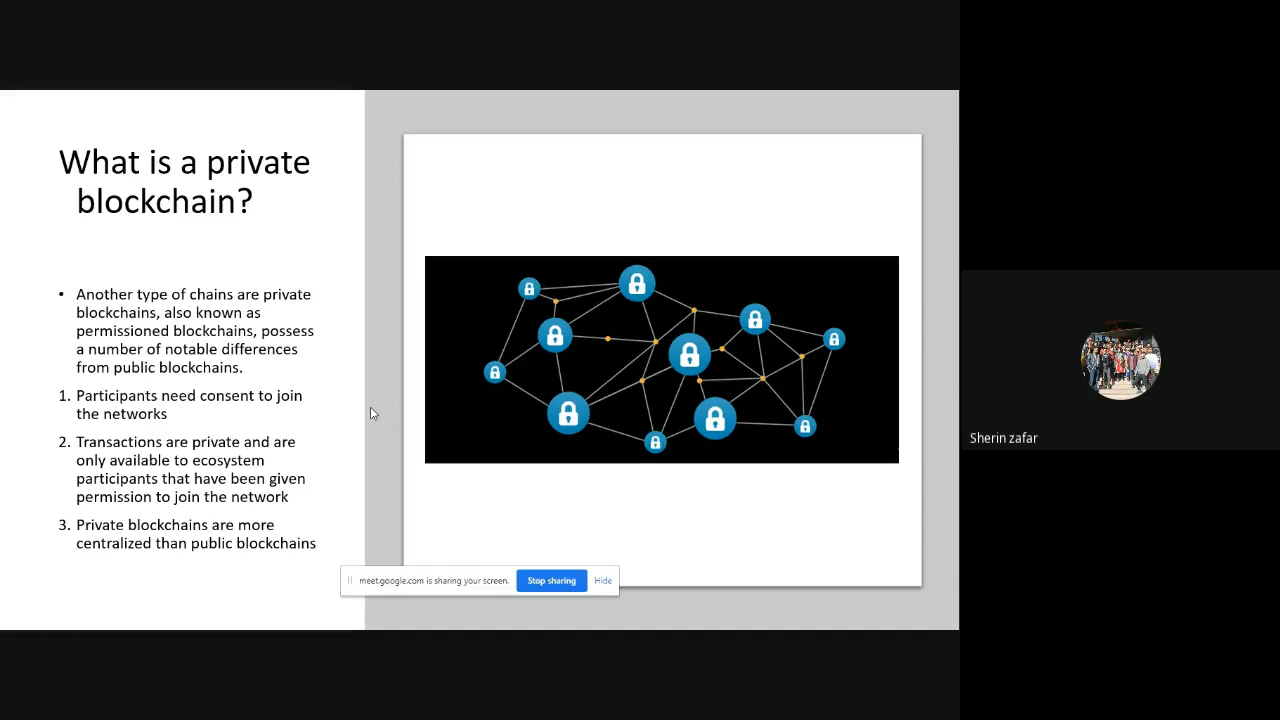 What is a private
blockchain?
• Another type of chains are private
blockchains, also known as
permissioned blockchains, possess
a number of notable differences
from public blockchains.
1. Participants need consent to join
the networks
2. Transactions are private and are
only available to ecosystem
participants that have been given
permission to join the network
3. Private blockchains are more
centralized than public blockchains
meet.google.com is sharing your screen. Stop sharing Hide
Sherin zafar